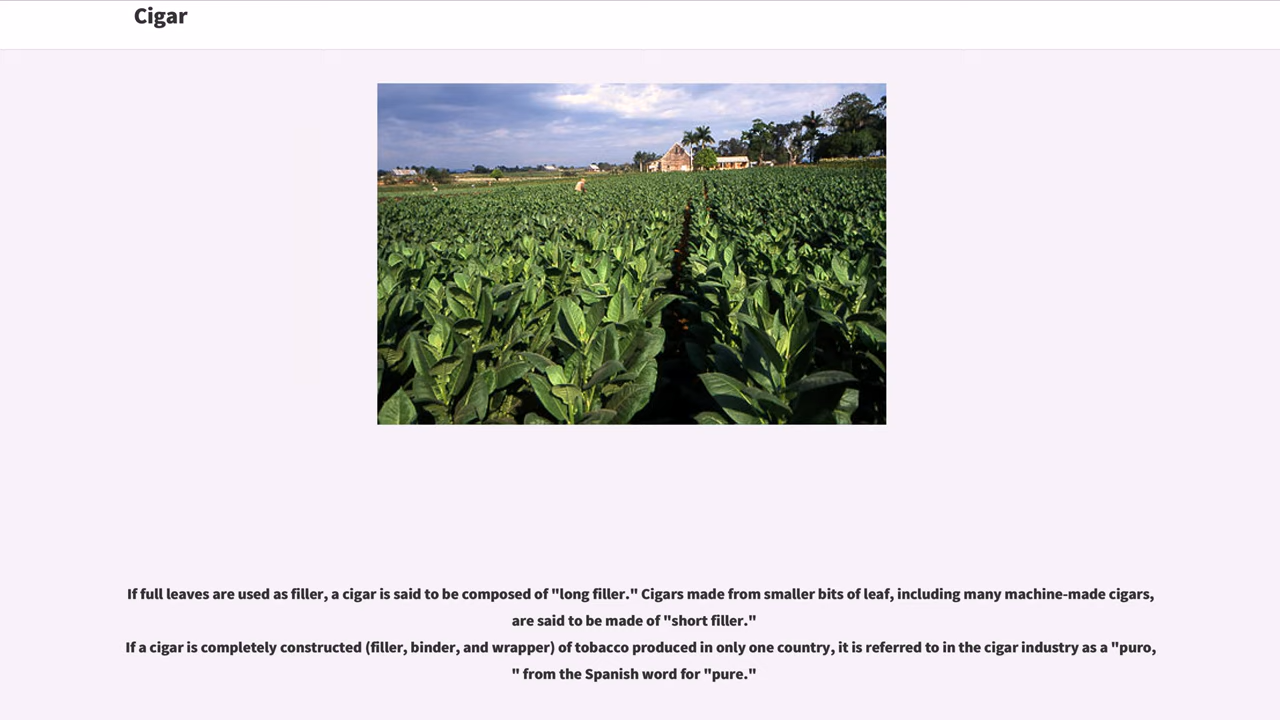 Cigar
If full leaves are used as filler, a cigar is said to be composed of "long filler." Cigars made from smaller bits of leaf, including many machine-made cigars,
are said to be made of "short filler."
If a cigar is completely constructed (filler, binder, and wrapper) of tobacco produced in only one country, it is referred to in the cigar industry as a "puro,
" from the Spanish word for "pure."